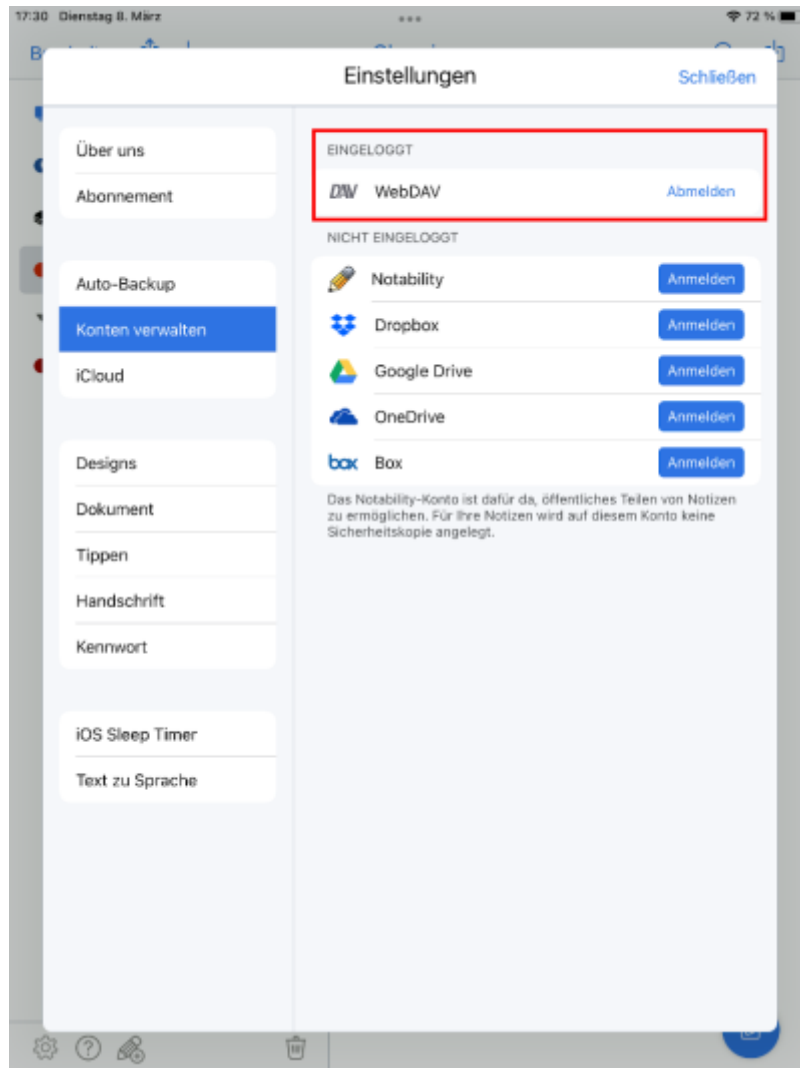 17:30 Dienstag 8. März
72 %
Einstellungen
Schließen
Über uns
Abonnement
Auto-Backup
Konten verwalten
iCloud
Designs
Dokument
Tippen
Handschrift
Kennwort
iOS Sleep Timer
Text zu Sprache
EINGELOGGT
DAV WebDAV Abmelden
NICHT EINGELOGGT
Notability Anmelden
Dropbox Anmelden
Google Drive Anmelden
OneDrive Anmelden
box Box Anmelden
Das Notability-Konto ist dafür da, öffentliches Teilen von Notizen
zu ermöglichen. Für Ihre Notizen wird auf diesem Konto keine
Sicherheitskopie angelegt.